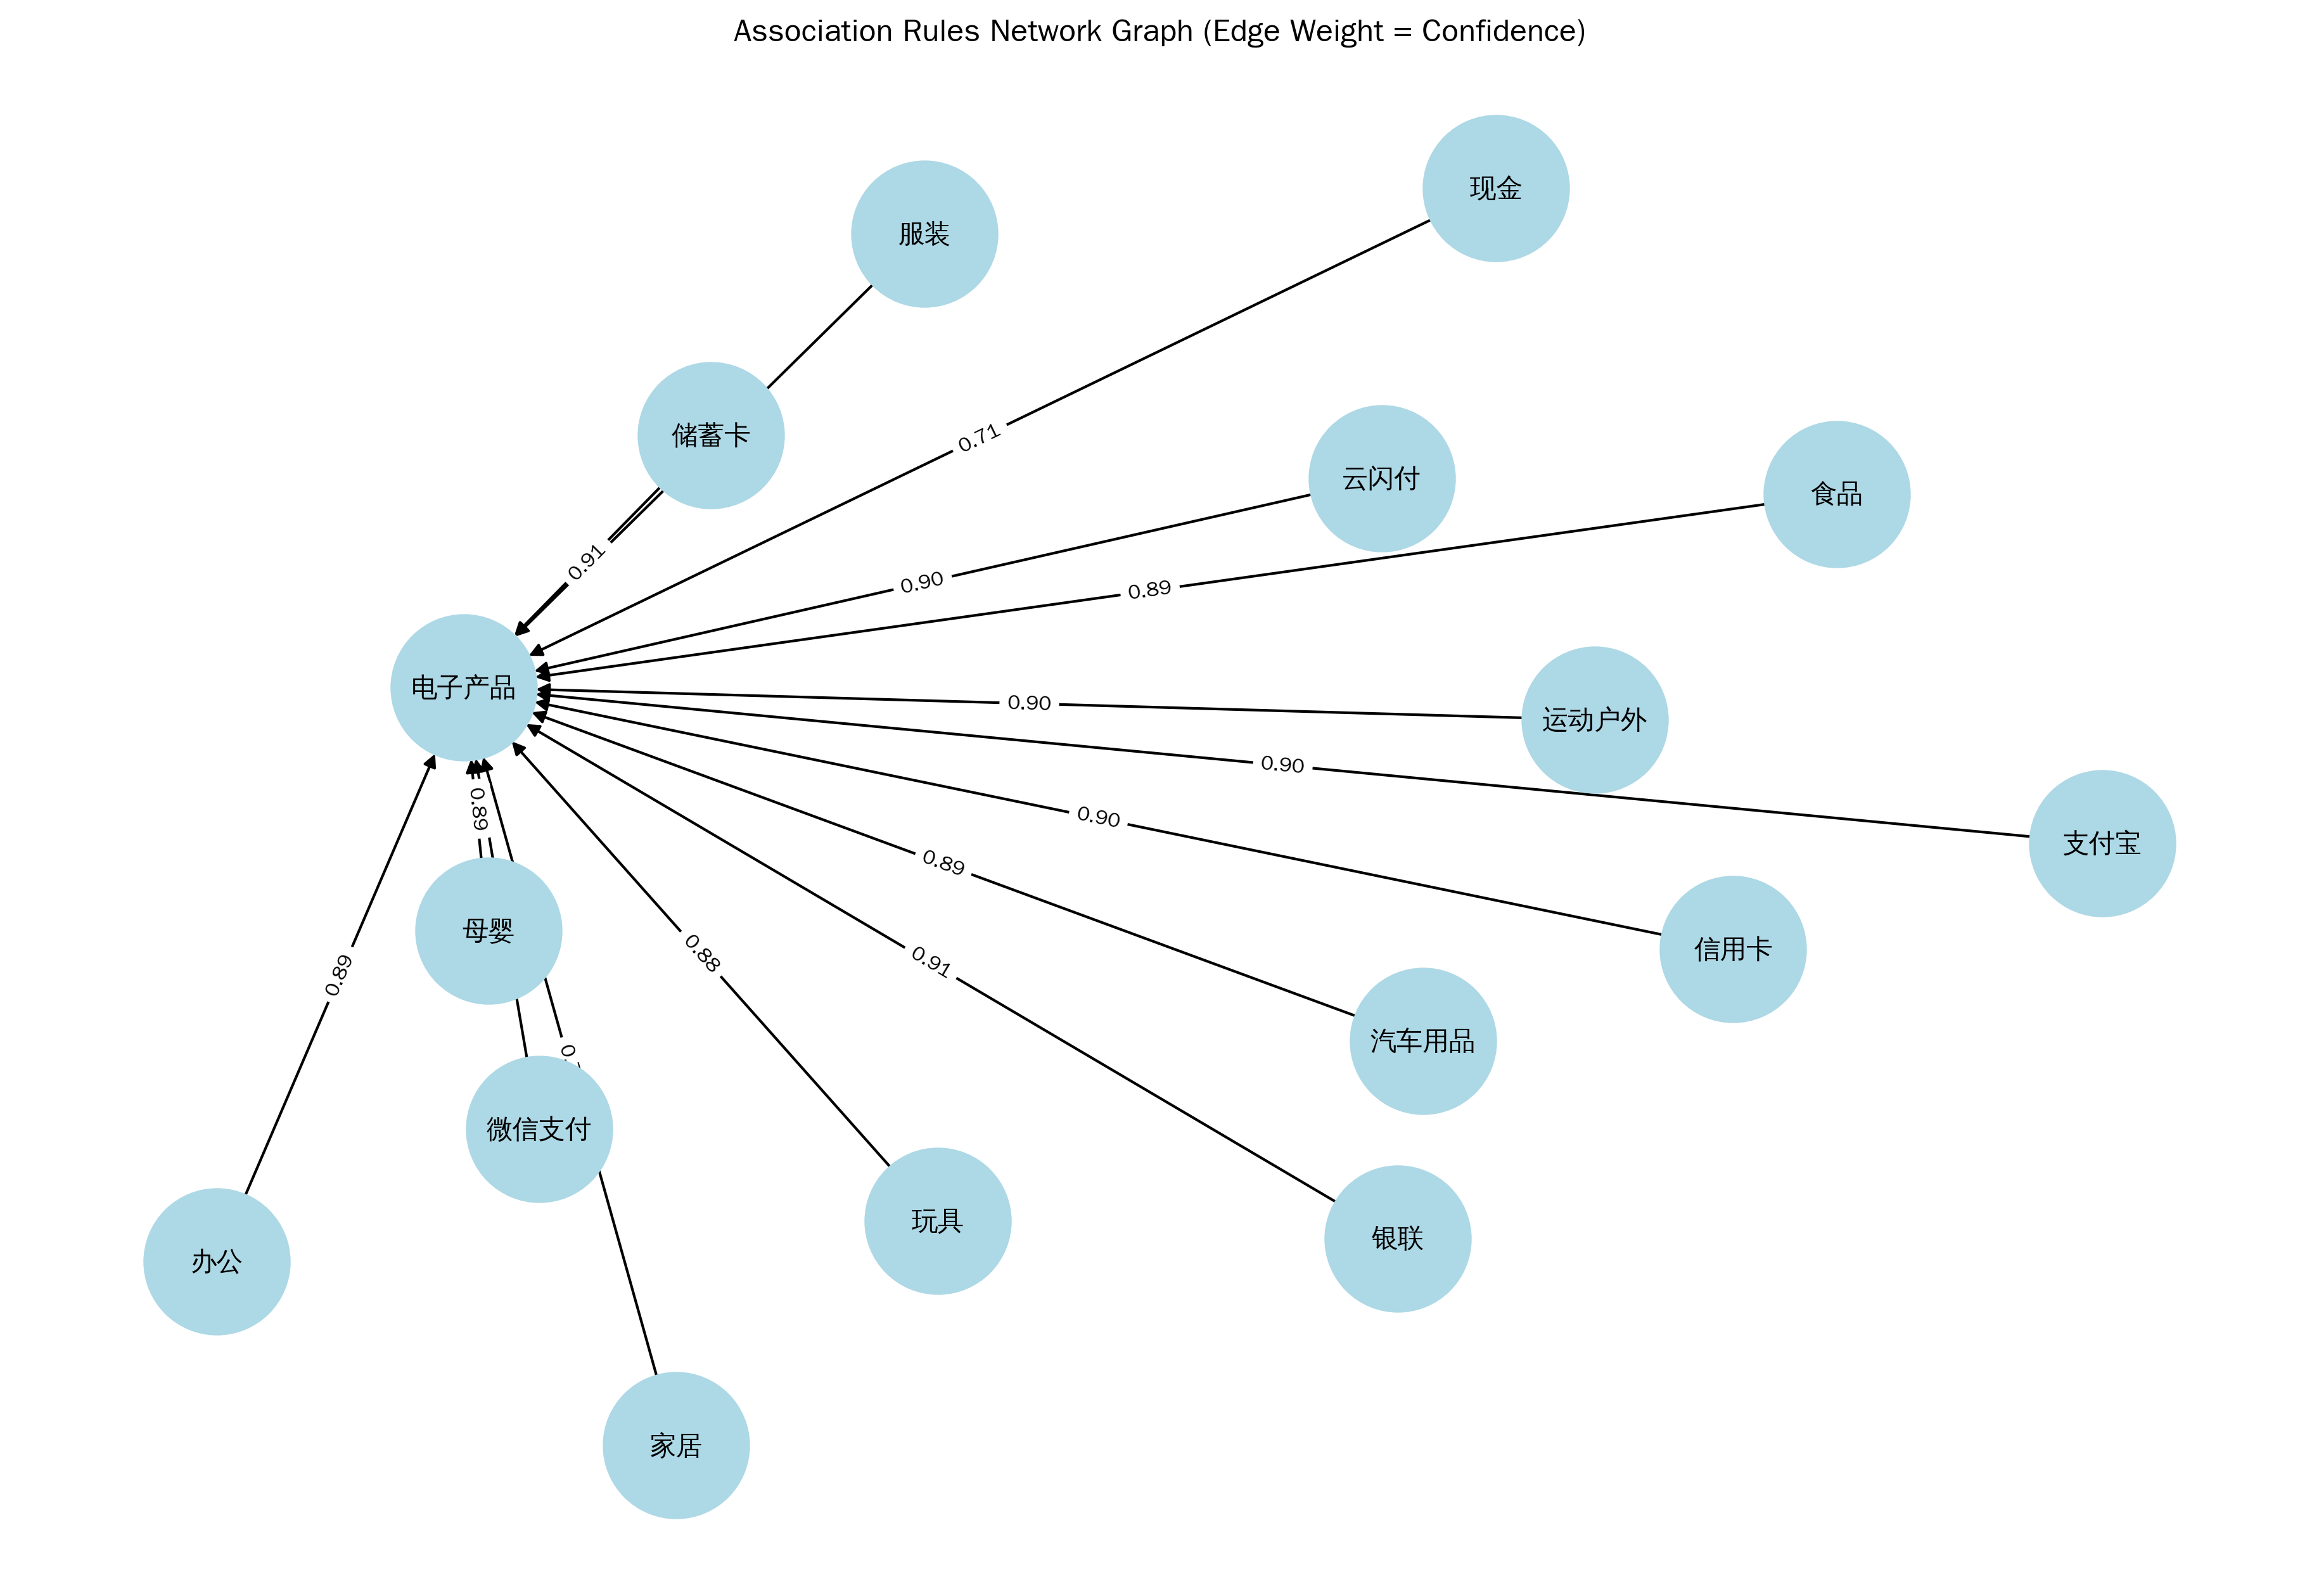 Association Rules Network Graph (Edge Weight = Confidence)
现金
服装
储蓄卡
0.71
云闪付
食品
0.91
0.90
0.89
电子产品
0.90
运动户外
0.90
0.89
0.90
支付宝
0.89
母婴
0.88
0.91
信用卡
0.89
汽车用品
微信支付
玩具
银联
办公
家居